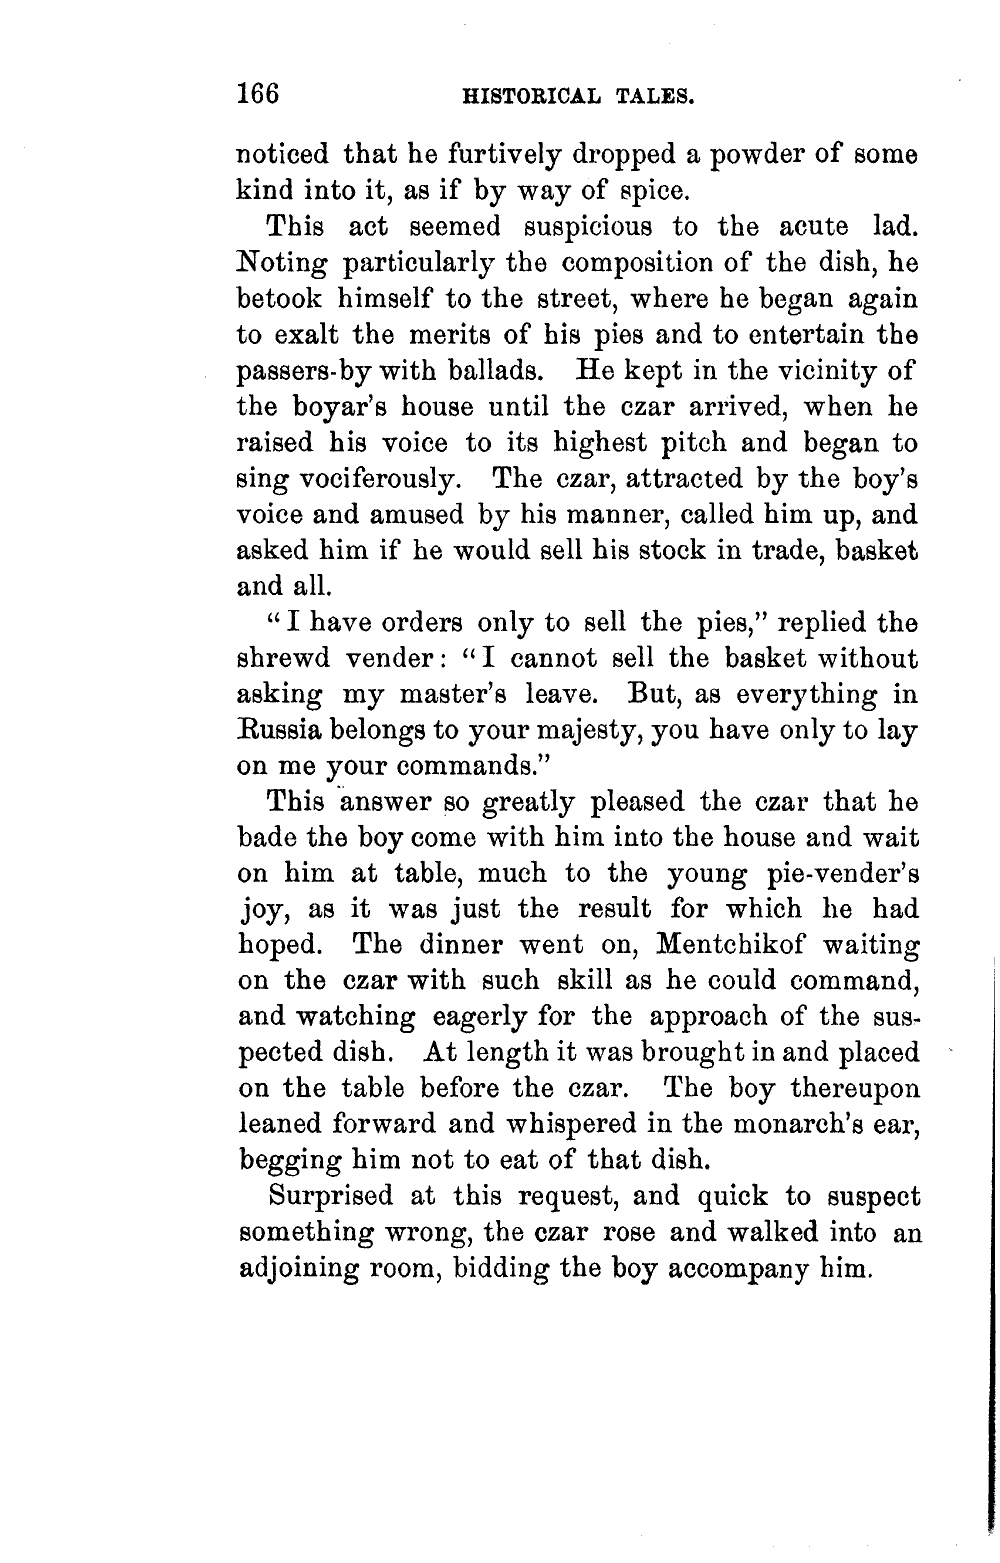 166 HISTORICAL TALES.
noticed that he furtively dropped a powder of some
kind into it, as if by way of spice.
This act seemed suspicious to the acute lad.
Noting particularly the composition of the dish, he
betook himself to the street, where he began again
to exalt the merits of his pies and to entertain the
passers-by with ballads. He kept in the vicinity of
the boyar's house until the czar arrived, when he
raised his voice to its highest pitch and began to
sing vociferously. The czar, attracted by the boy's
voice and amused by his manner, called him up, and
asked him if he would sell his stock in trade, basket
and all.
“I have orders only to sell the pies,” replied the
shrewd vender: “I cannot sell the basket without
asking my master's leave. But, as everything in
Russia belongs to your majesty, you have only to lay
on me your commands.”
This answer so greatly pleased the czar that he
bade the boy come with him into the house and wait
on him at table, much to the young pie-vender's
joy, as it was just the result for which he had
hoped. The dinner went on, Mentchikof waiting
on the czar with such skill as he could command,
and watching eagerly for the approach of the sus-
pected dish. At length it was brought in and placed
on the table before the czar. The boy thereupon
leaned forward and whispered in the monarch's ear,
begging him not to eat of that dish.
Surprised at this request, and quick to suspect
something wrong, the czar rose and walked into an
adjoining room, bidding the boy accompany him.